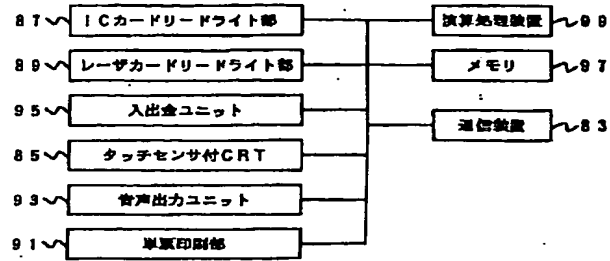 87 ICカードリードライト部
89 レーザカードリードライト部
95 入出金ユニット
85 タッチセンサ付CRT
93 音声出力ユニット
91 単票印刷部
演算処理装置 99
メモリ 97
通信装置 83